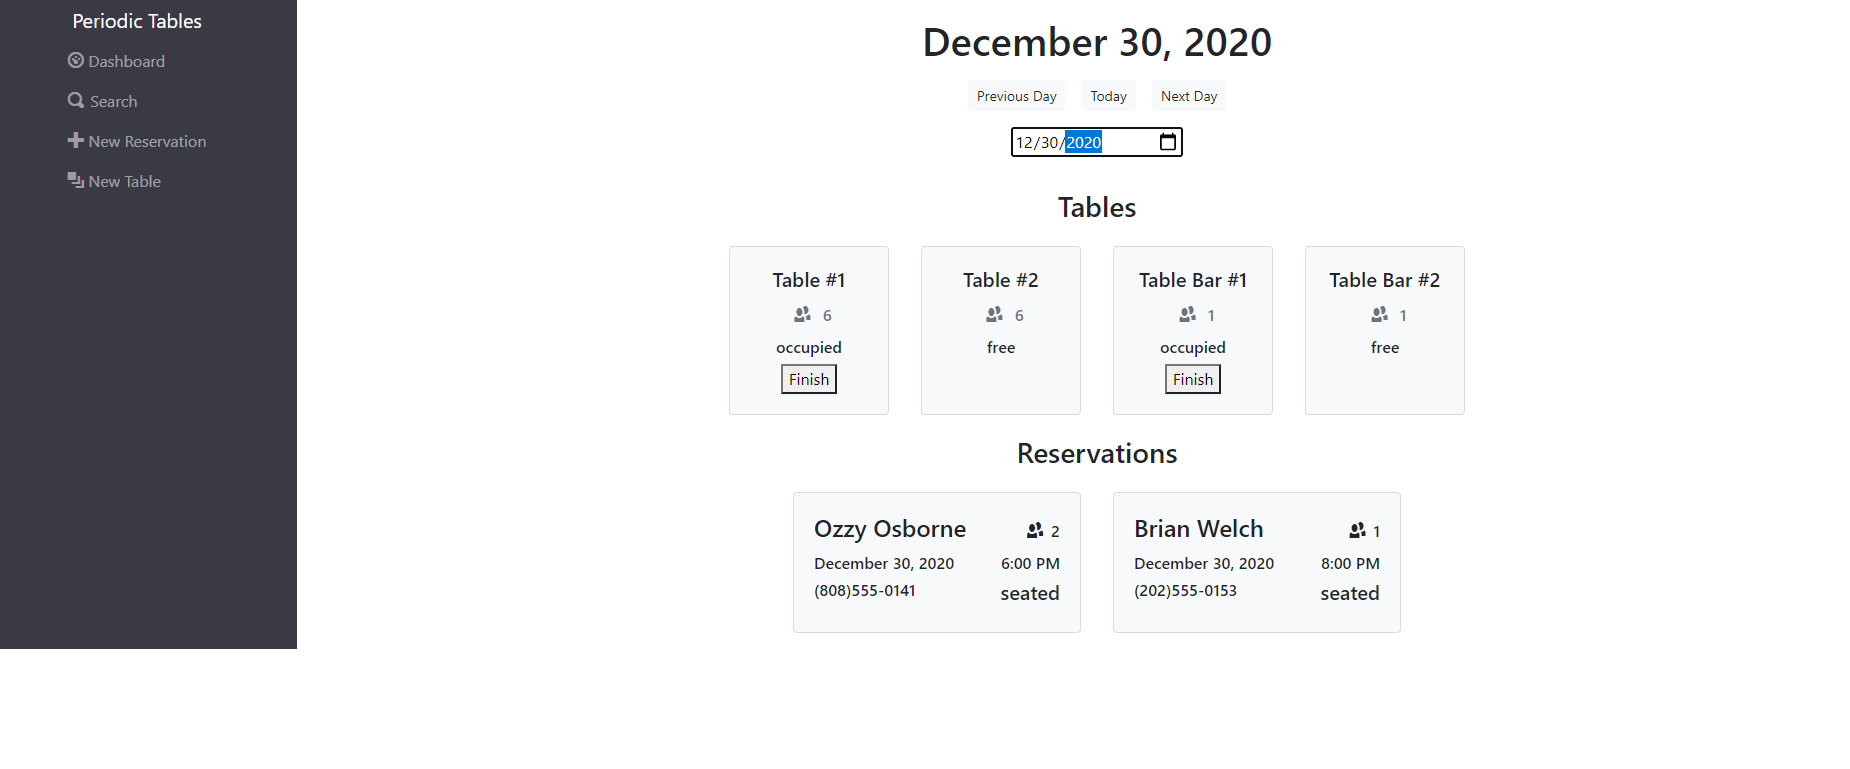 Periodic Tables
Dashboard
Search
New Reservation
New Table
December 30, 2020
Previous Day Today Next Day
12/30/2020
Tables
Table #1
6
occupied
Finish
Table #2
6
free
Table Bar #1
1
occupied
Finish
Table Bar #2
1
free
Reservations
Ozzy Osborne 2
December 30, 2020 6:00 PM
(808)555-0141 seated
Brian Welch 1
December 30, 2020 8:00 PM
(202)555-0153 seated